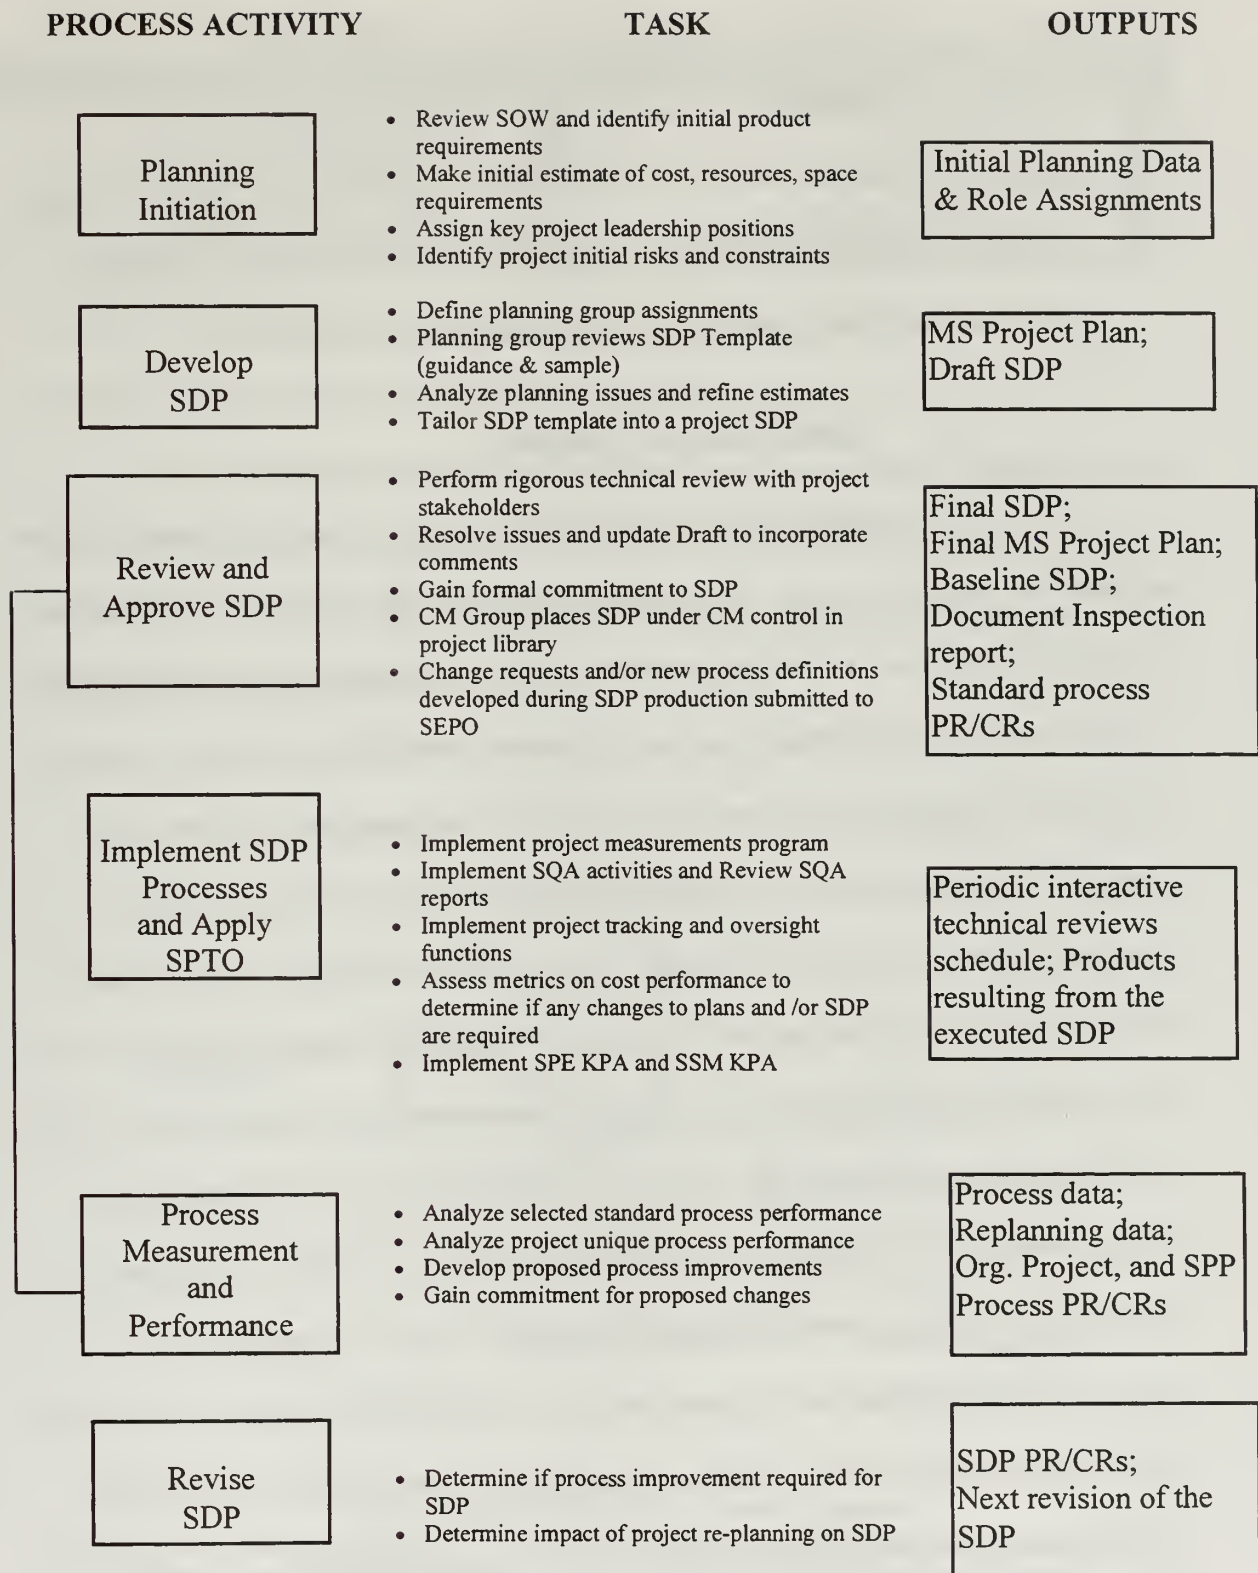 PROCESS ACTIVITY
TASK
OUTPUTS
Planning
Initiation
• Review SOW and identify initial product
requirements
• Make initial estimate of cost, resources, space
requirements
• Assign key project leadership positions
• Identify project initial risks and constraints
Initial Planning Data
& Role Assignments
Develop
SDP
• Define planning group assignments
• Planning group reviews SDP Template
(guidance & sample)
• Analyze planning issues and refine estimates
• Tailor SDP template into a project SDP
MS Project Plan;
Draft SDP
Review and
Approve SDP
• Perform rigorous technical review with project
stakeholders
• Resolve issues and update Draft to incorporate
comments
• Gain formal commitment to SDP
• CM Group places SDP under CM control in
project library
• Change requests and/or new process definitions
developed during SDP production submitted to
SEPO
Final SDP;
Final MS Project Plan;
Baseline SDP;
Document Inspection
report;
Standard process
PR/CRs
Implement SDP
Processes
and Apply
SPTO
• Implement project measurements program
• Implement SQA activities and Review SQA
reports
• Implement project tracking and oversight
functions
• Assess metrics on cost performance to
determine if any changes to plans and /or SDP
are required
• Implement SPE KPA and SSM KPA
Periodic interactive
technical reviews
schedule; Products
resulting from the
executed SDP
Process
Measurement
and
Performance
• Analyze selected standard process performance
• Analyze project unique process performance
• Develop proposed process improvements
• Gain commitment for proposed changes
Process data;
Replanning data;
Org. Project, and SPP
Process PR/CRs
Revise
SDP
• Determine if process improvement required for
SDP
• Determine impact of project re-planning on SDP
SDP PR/CRs;
Next revision of the
SDP